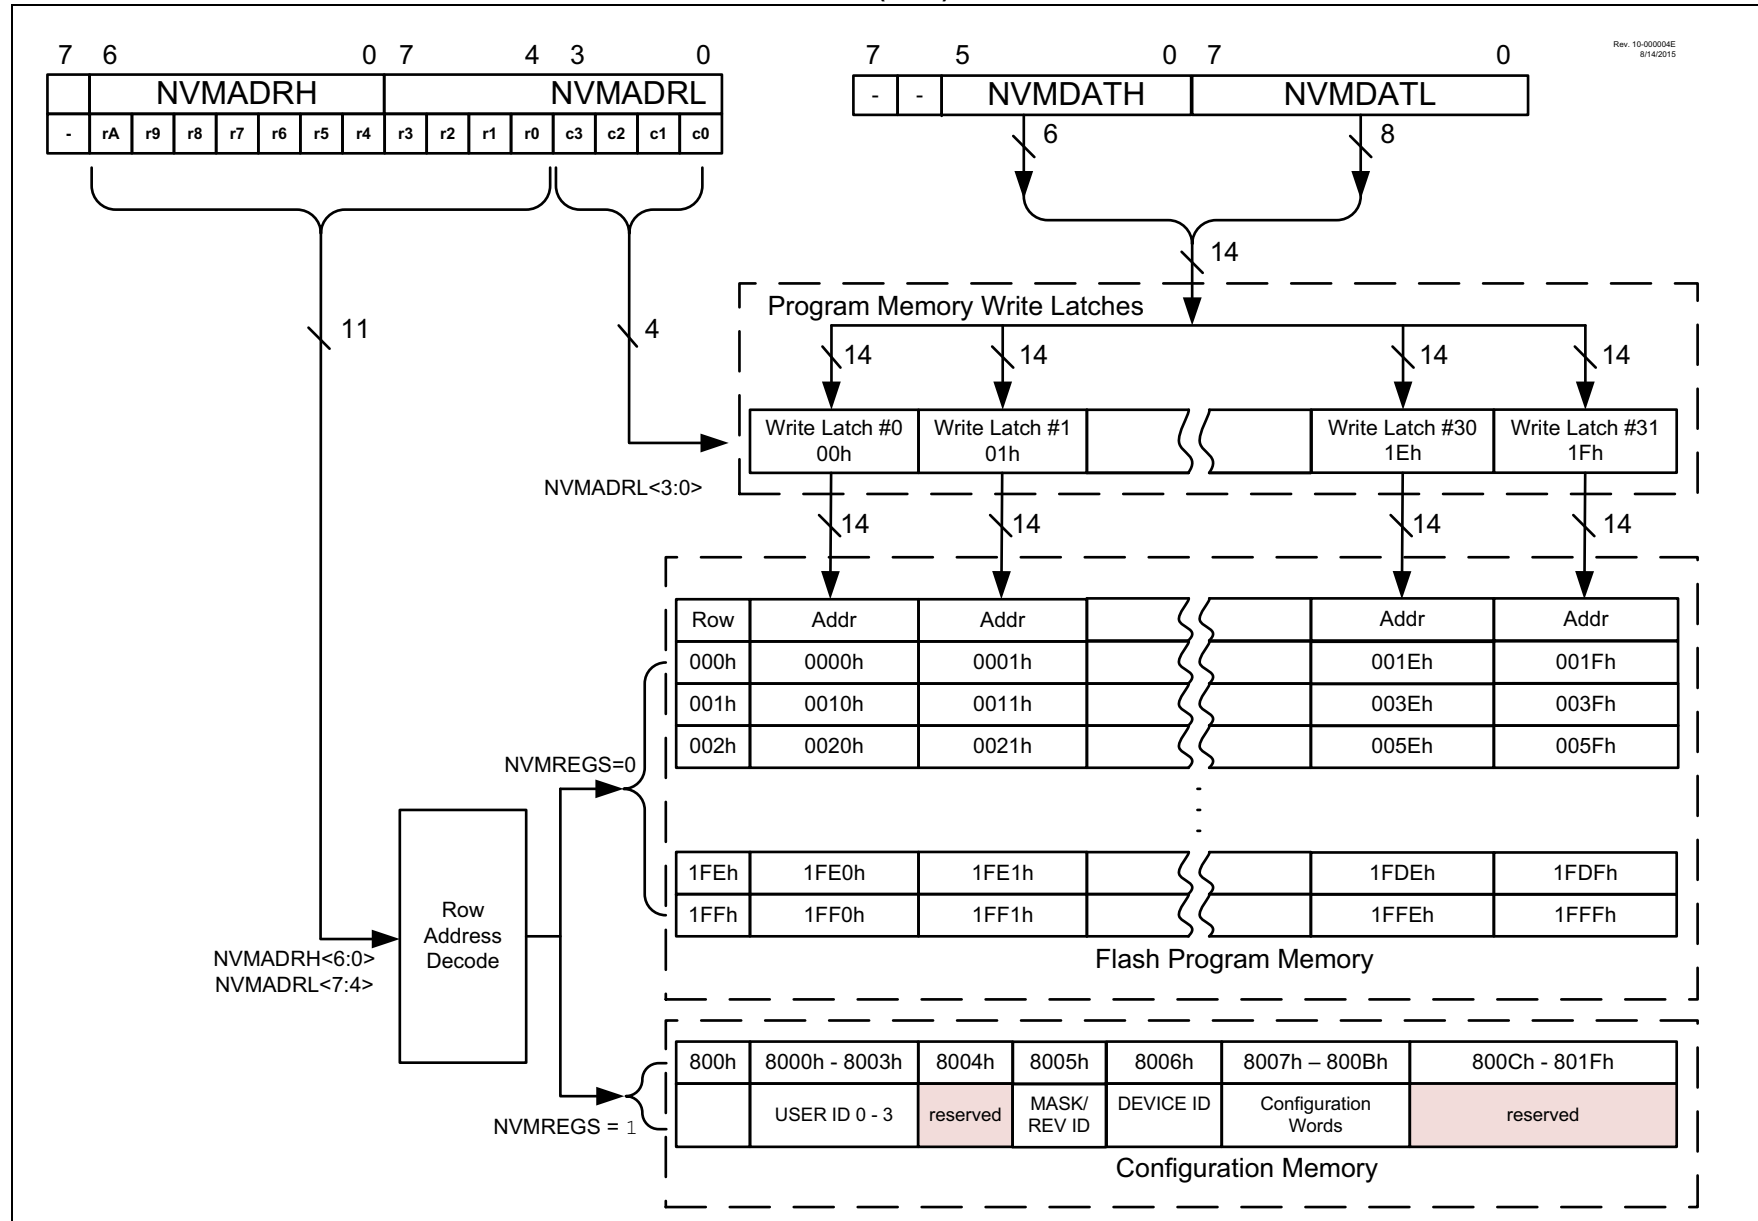 7 6 0 7 4 3 0
NVMADRH NVMADRL
- rA r9 r8 r7 r6 r5 r4 r3 r2 r1 r0 c3 c2 c1 c0
7 5 0 7 0
- - NVMDATH NVMDATL
Rev. 10-000004E
8/14/2015
6 8
14
11 4
Program Memory Write Latches
14 14 14 14
Write Latch #0 Write Latch #1 Write Latch #30 Write Latch #31
00h 01h 1Eh 1Fh
NVMADRL<3:0>
14 14 14 14
Row Addr Addr Addr Addr
000h 0000h 0001h 001Eh 001Fh
001h 0010h 0011h 003Eh 003Fh
002h 0020h 0021h 005Eh 005Fh
NVMREGS=0
1FEh 1FE0h 1FE1h 1FDEh 1FDFh
1FFh 1FF0h 1FF1h 1FFEh 1FFFh
Flash Program Memory
Row
Address
Decode
NVMADRH<6:0>
NVMADRL<7:4>
800h 8000h - 8003h 8004h 8005h 8006h 8007h – 800Bh 800Ch - 801Fh
USER ID 0 - 3 reserved MASK/ DEVICE ID Configuration reserved
REV ID Words
NVMREGS = 1
Configuration Memory